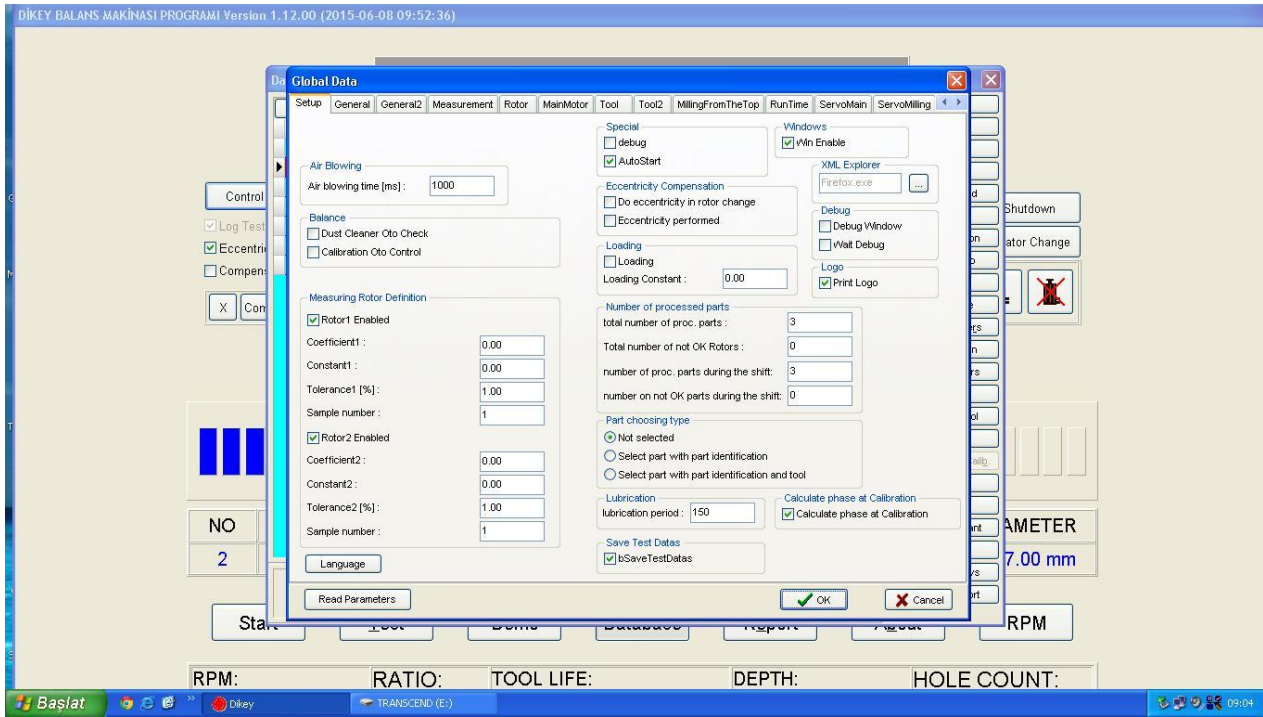 DİKEY BALANS MAKİNASI PROGRAMI Version 1.12.00 (2015-06-08 09:52:36)
Da
Global Data
Setup General General2 Measurement Rotor MainMotor Tool Tool2 MillingFromTheTop RunTime ServoMain ServoMilling
Air Blowing
Air blowing time [ms] : 1000
Balance
Dust Cleaner Oto Check
Calibration Oto Control
Measuring Rotor Definition
Rotor1 Enabled
Coefficient1 : 0.00
Constant1 : 0.00
Tolerance1 [%] : 1.00
Sample number : 1
Rotor2 Enabled
Coefficient2 : 0.00
Constant2 : 0.00
Tolerance2 [%] : 1.00
Sample number : 1
Language
Special
debug
AutoStart
Windows
Win Enable
XML Explorer
Firefox.exe ...
Eccentricity Compensation
Do eccentricity in rotor change
Eccentricity performed
Debug
Debug Window
Wait Debug
Loading
Loading
Loading Constant : 0.00
Logo
Print Logo
Number of processed parts
total number of proc. parts : 3
Total number of not OK Rotors : 0
number of proc. parts during the shift: 3
number on not OK parts during the shift: 0
Part choosing type
Not selected
Select part with part identification
Select part with part identification and tool
Lubrication
lubrication period : 150
Calculate phase at Calibration
Calculate phase at Calibration
Save Test Datas
bSaveTestDatas
Read Parameters OK Cancel
Control
Log Test
Eccentri
Compens
X Con
Shutdown
ator Change
NO AMETER
2 7.00 mm
Start RPM
RPM: RATIO: TOOL LIFE: DEPTH: HOLE COUNT:
Başlat Dikey TRANSCEND (E:) 09:04